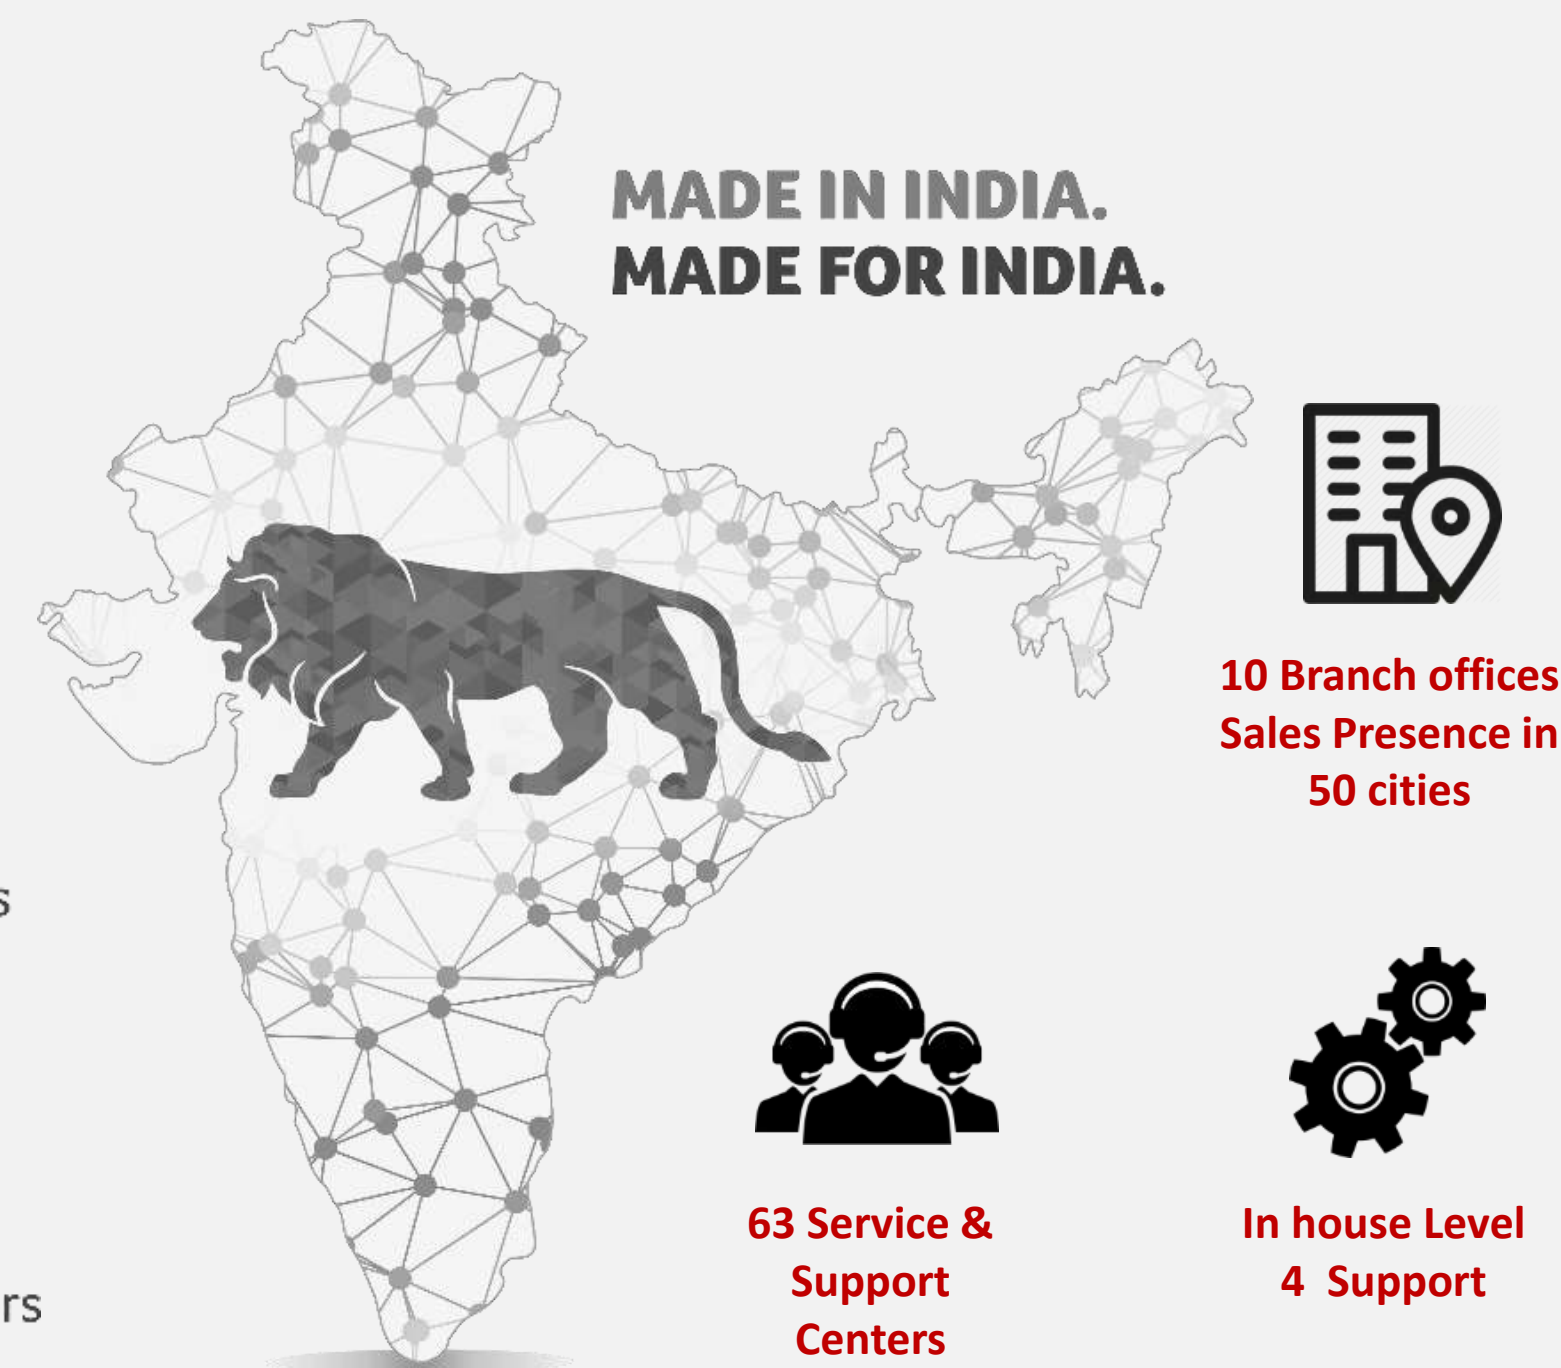 MADE IN INDIA.
MADE FOR INDIA.
10 Branch offices
Sales Presence in
50 cities
s
63 Service &
Support
Centers
In house Level
4 Support
rs